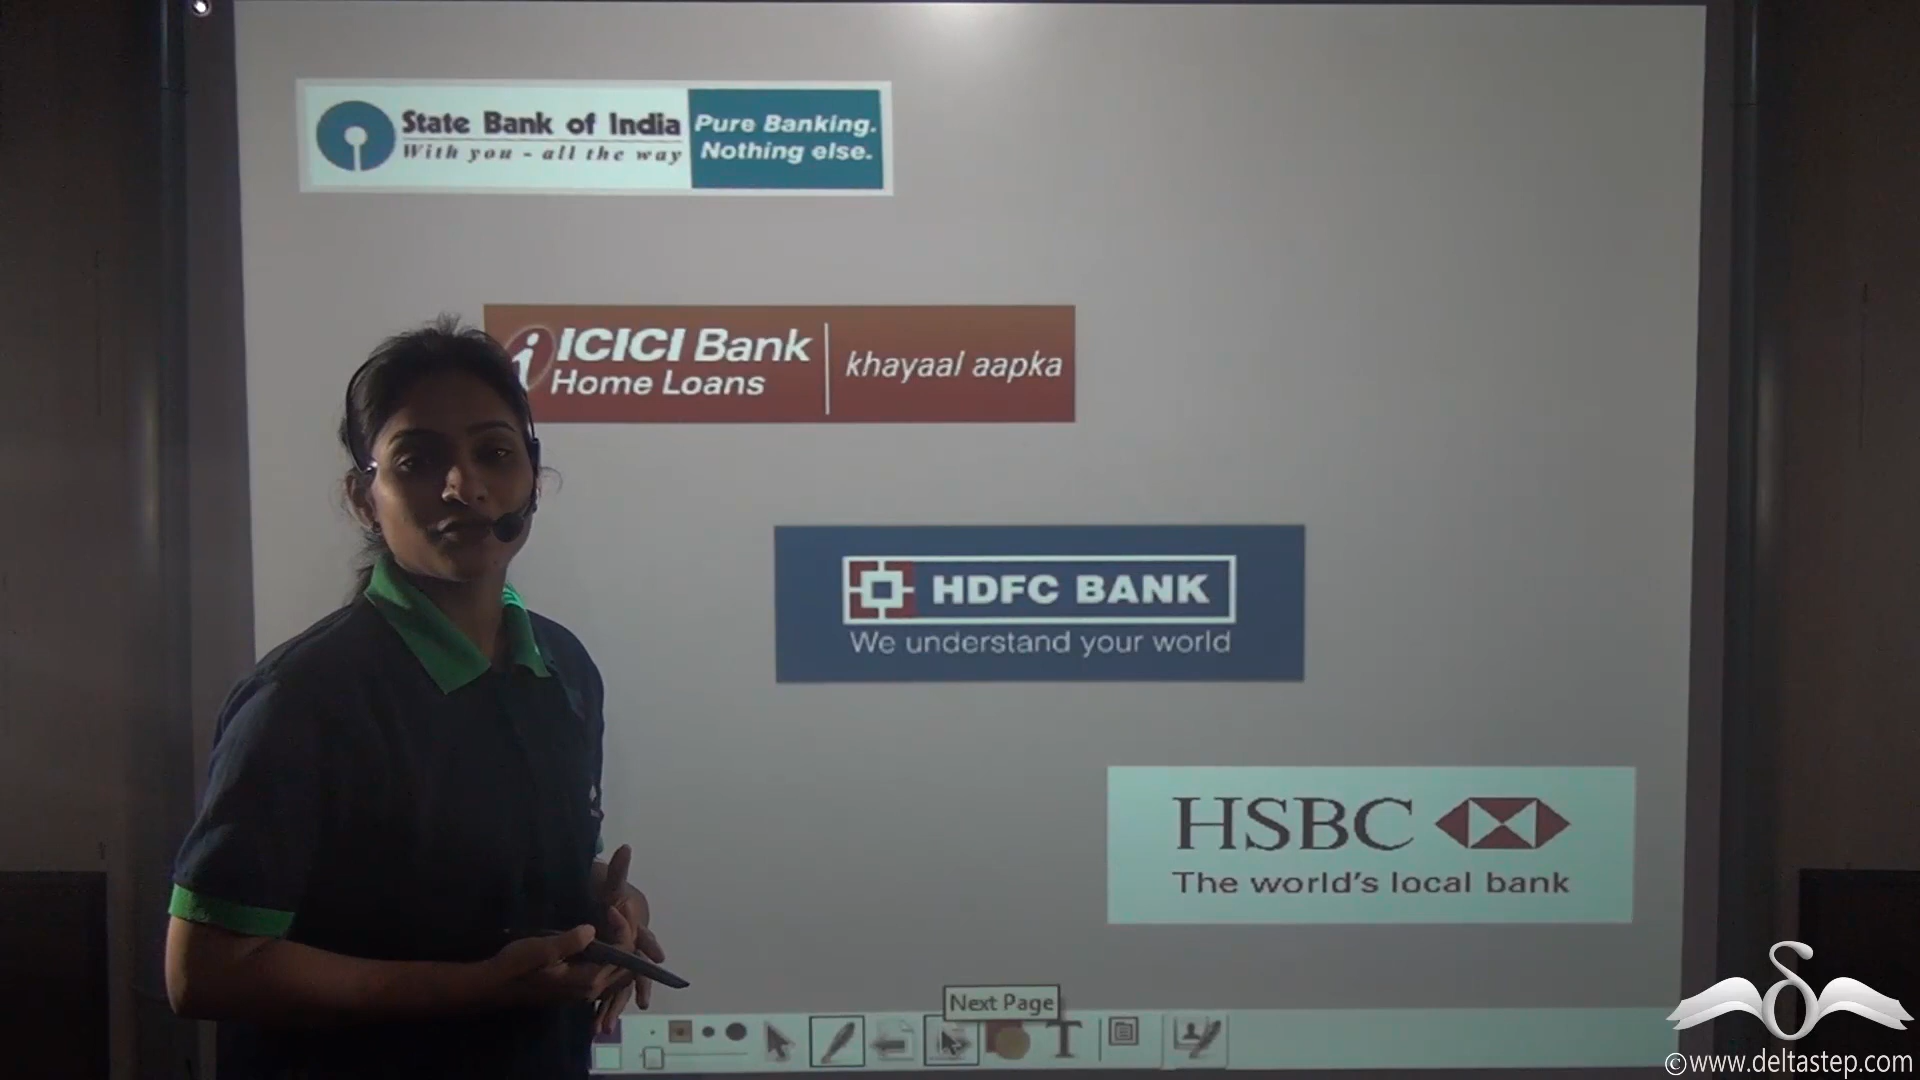 State Bank of India
With you - all the way
Pure Banking.
Nothing else.
ICICI Bank
Home Loans
khayaal aapka
HDFC BANK
We understand your world
HSBC
The world's local bank
Next Page
T
©www.deltastep.com